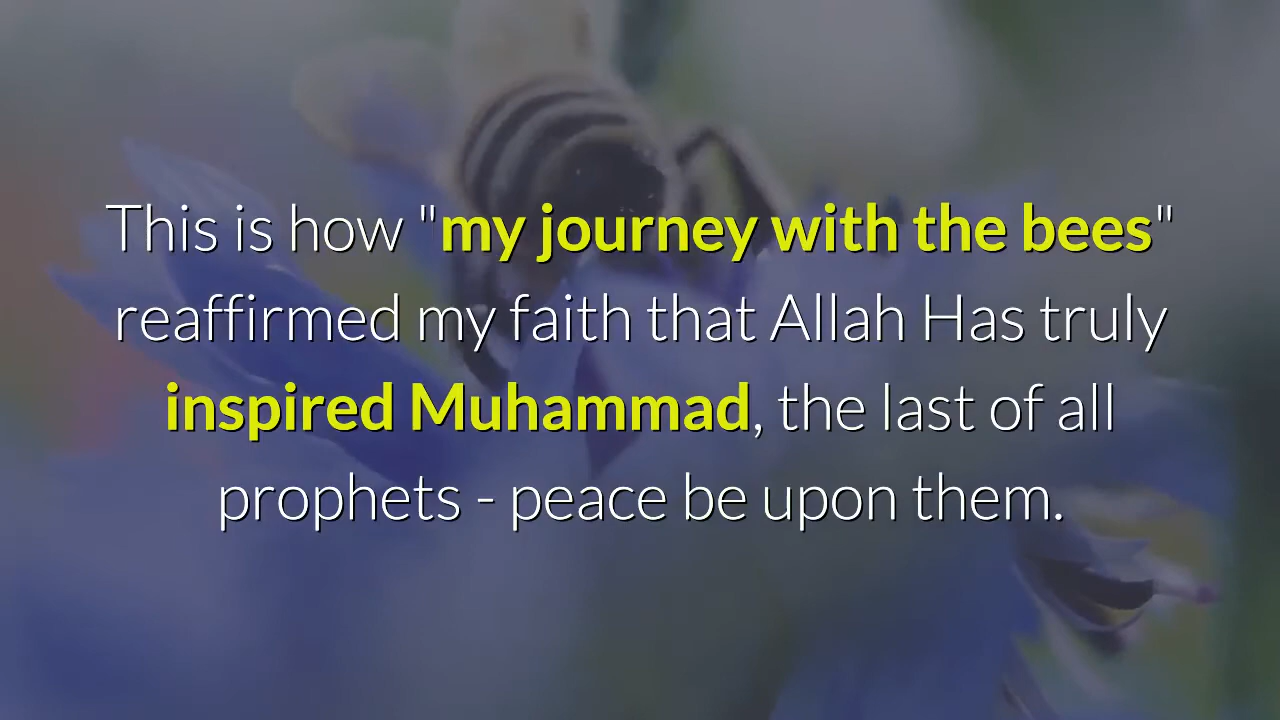 This is how "my journey with the bees"
reaffirmed my faith that Allah Has truly
inspired Muhammad, the last of all
prophets - peace be upon them.